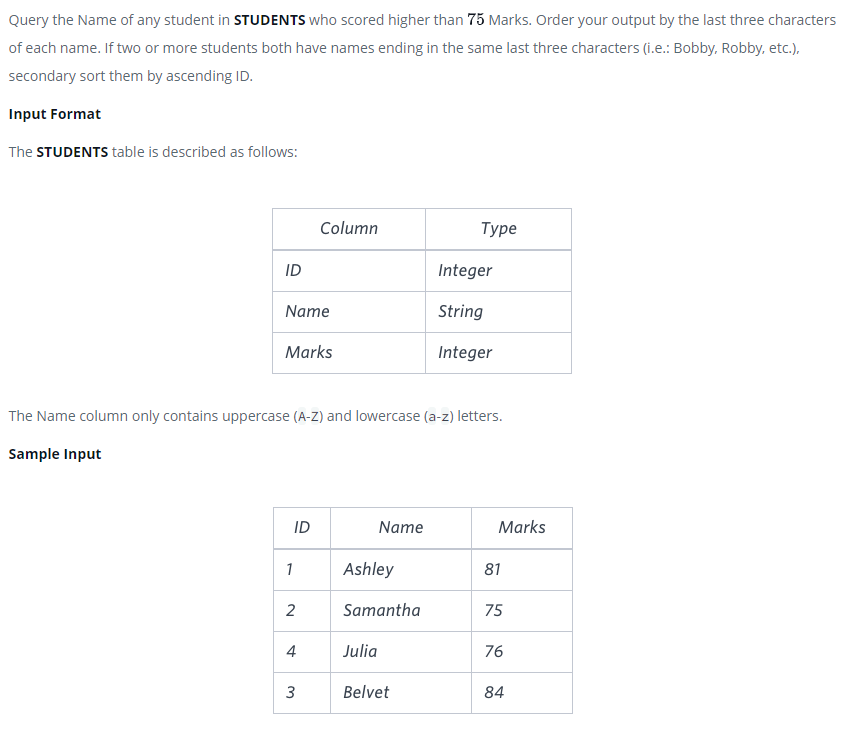 Query the Name of any student in STUDENTS who scored higher than 75 Marks. Order your output by the last three characters
of each name. If two or more students both have names ending in the same last three characters (i.e.: Bobby, Robby, etc.),
secondary sort them by ascending ID.
Input Format
The STUDENTS table is described as follows:
Column Type
ID Integer
Name String
Marks Integer
The Name column only contains uppercase (A-Z) and lowercase (a-z) letters.
Sample Input
ID Name Marks
1 Ashley 81
2 Samantha 75
4 Julia 76
3 Belvet 84